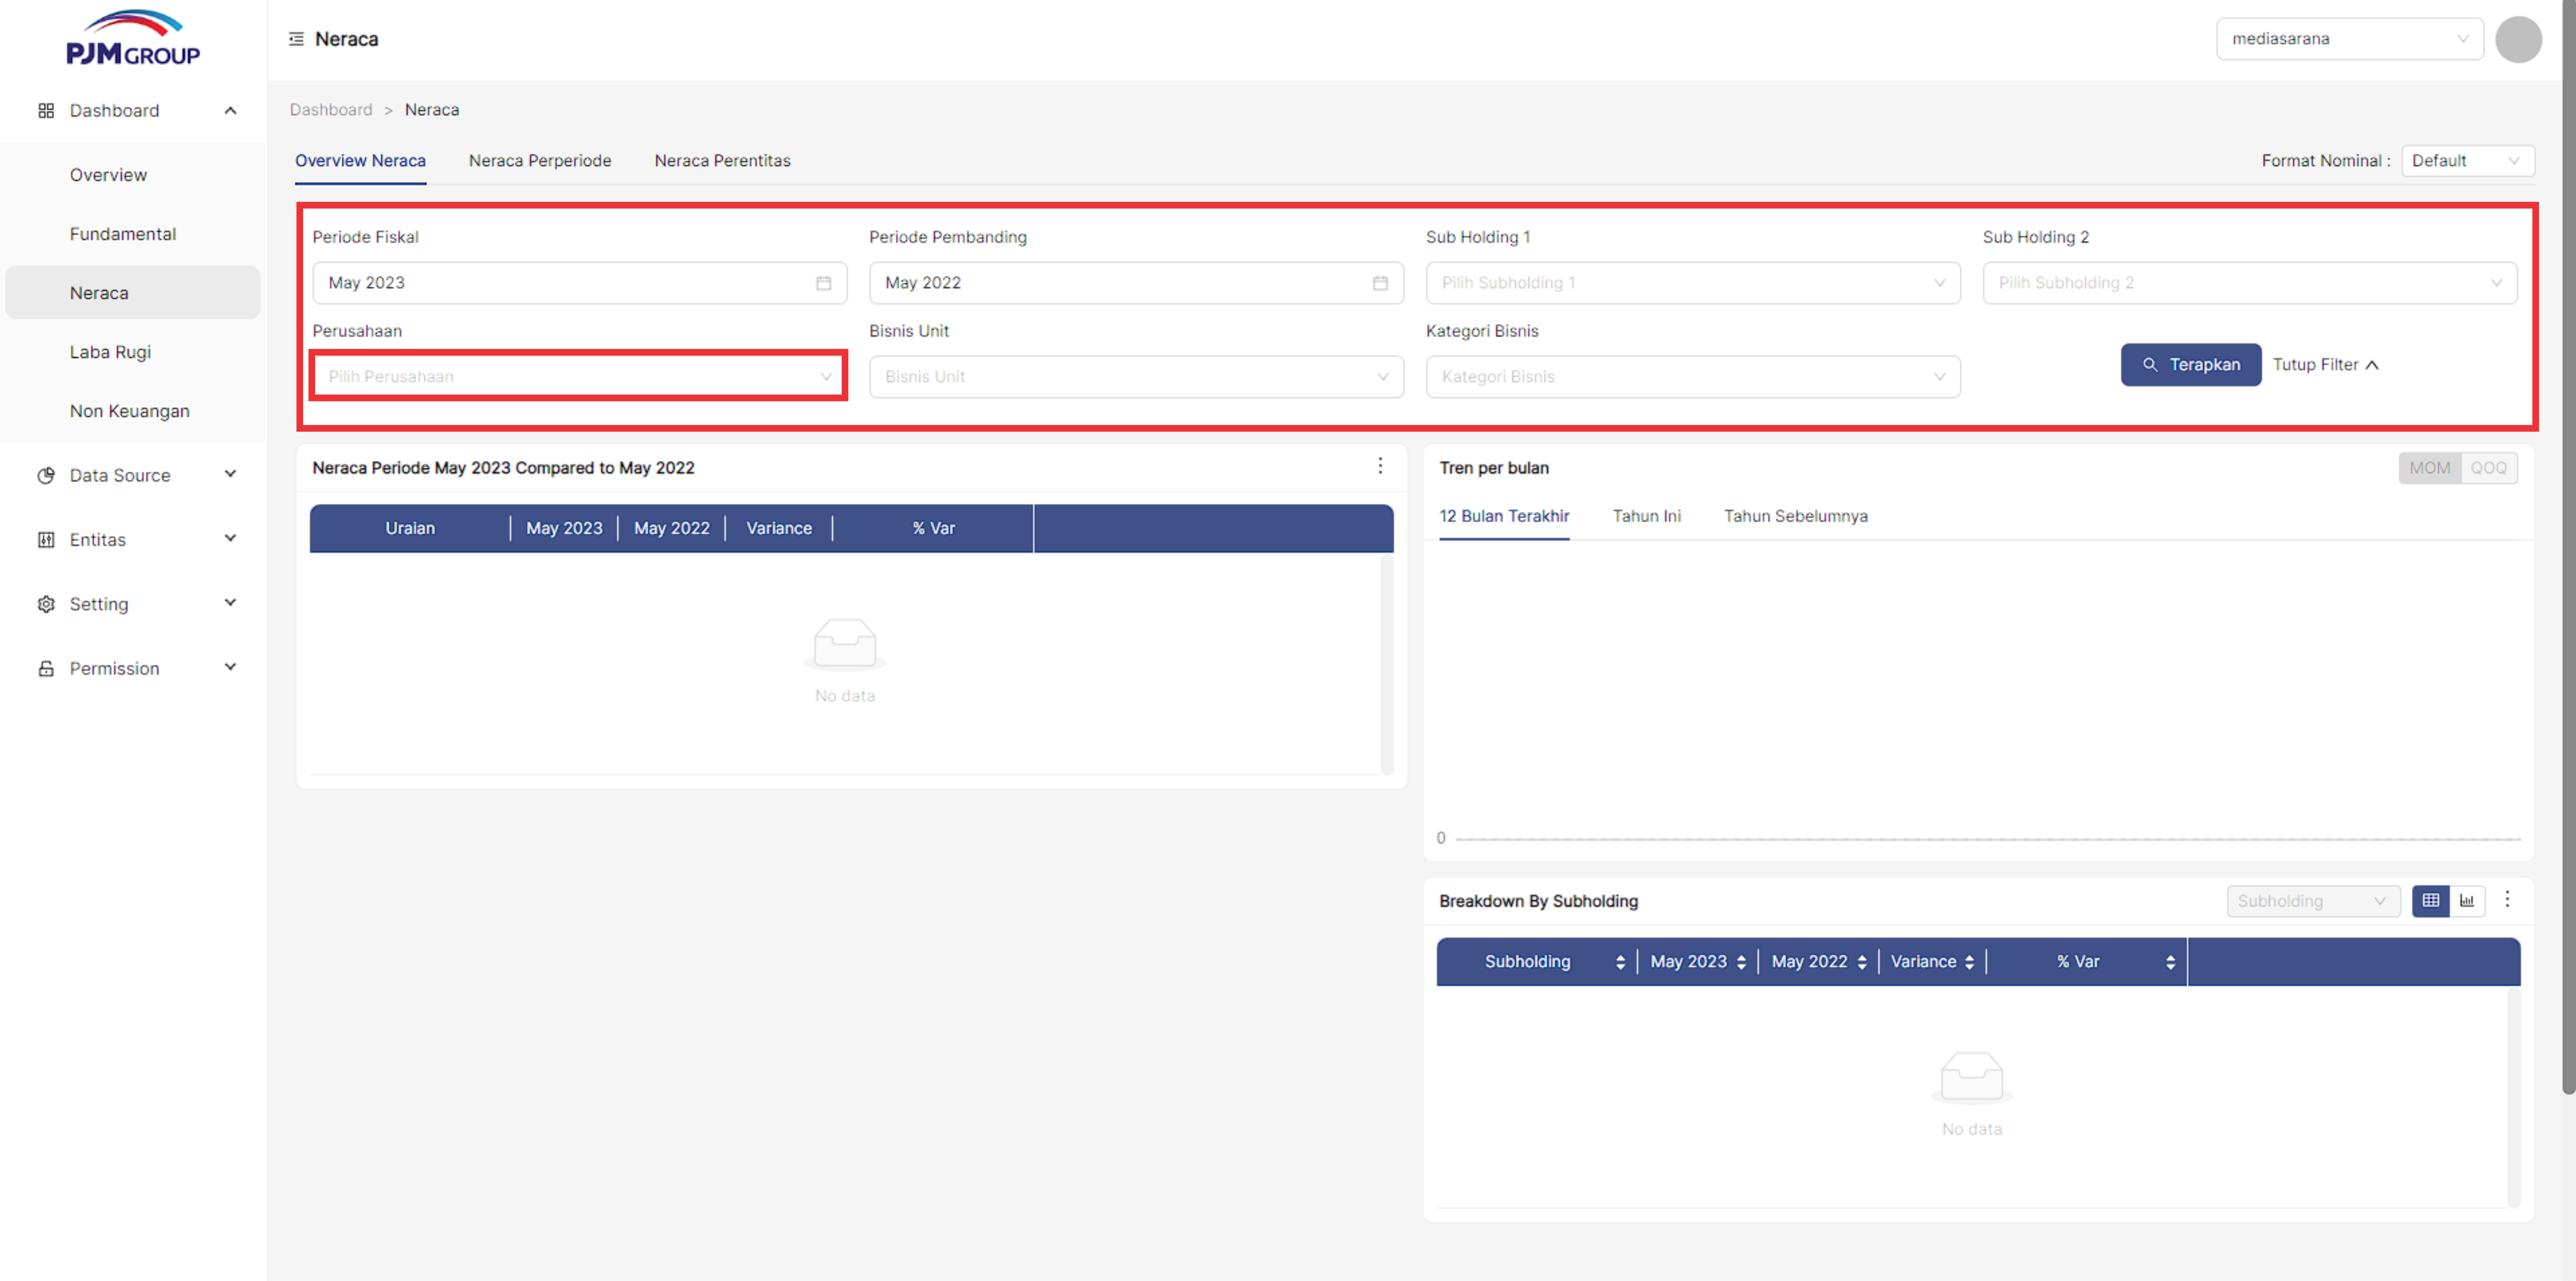 PJM GROUP
Neraca
mediasarana
Dashboard
Overview
Fundamental
Neraca
Laba Rugi
Non Keuangan
Data Source
Entitas
Setting
Permission
Dashboard > Neraca
Overview Neraca Neraca Perperiode Neraca Perentitas
Format Nominal : Default
Periode Fiskal Periode Pembanding Sub Holding 1 Sub Holding 2
May 2023 May 2022 Pilih Subholding 1 Pilih Subholding 2
Perusahaan Bisnis Unit Kategori Bisnis
Pilih Perusahaan Bisnis Unit Kategori Bisnis
Terapkan Tutup Filter
Neraca Periode May 2023 Compared to May 2022
Uraian May 2023 May 2022 Variance % Var
No data
Tren per bulan
MOM QOQ
12 Bulan Terakhir Tahun Ini Tahun Sebelumnya
0
Breakdown By Subholding
Subholding
Subholding May 2023 May 2022 Variance % Var
No data